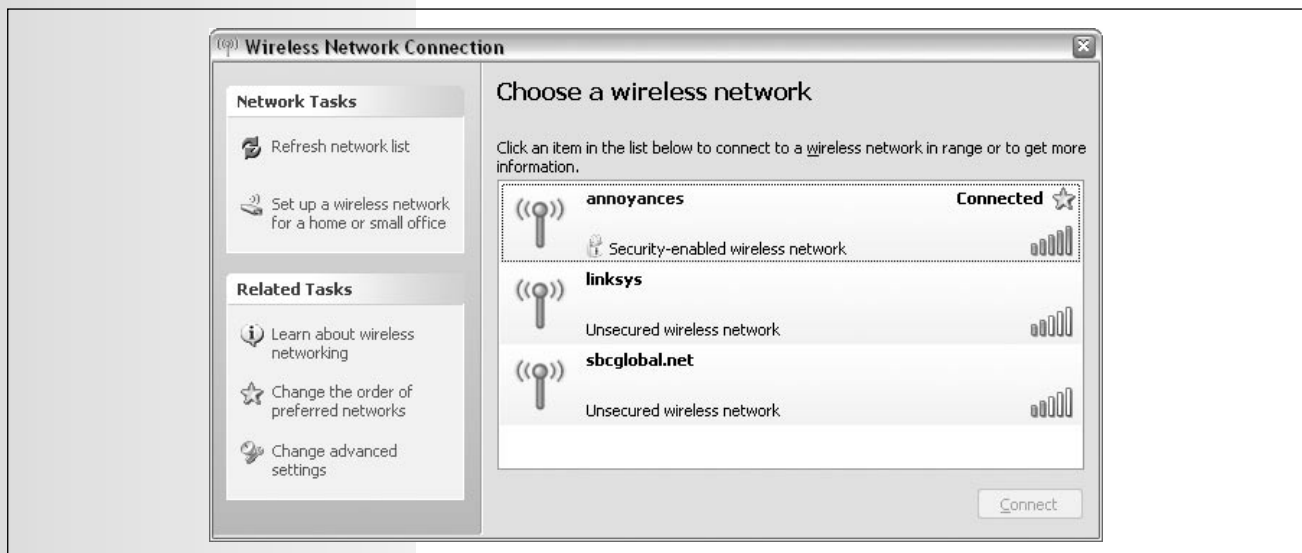 Wireless Network Connection
Network Tasks
Refresh network list
Set up a wireless network
for a home or small office
Related Tasks
Learn about wireless
networking
Change the order of
preferred networks
Change advanced
settings
Choose a wireless network
Click an item in the list below to connect to a wireless network in range or to get more
information.
annoyances Connected
Security-enabled wireless network
linksys
Unsecured wireless network
sbcglobal.net
Unsecured wireless network
Connect